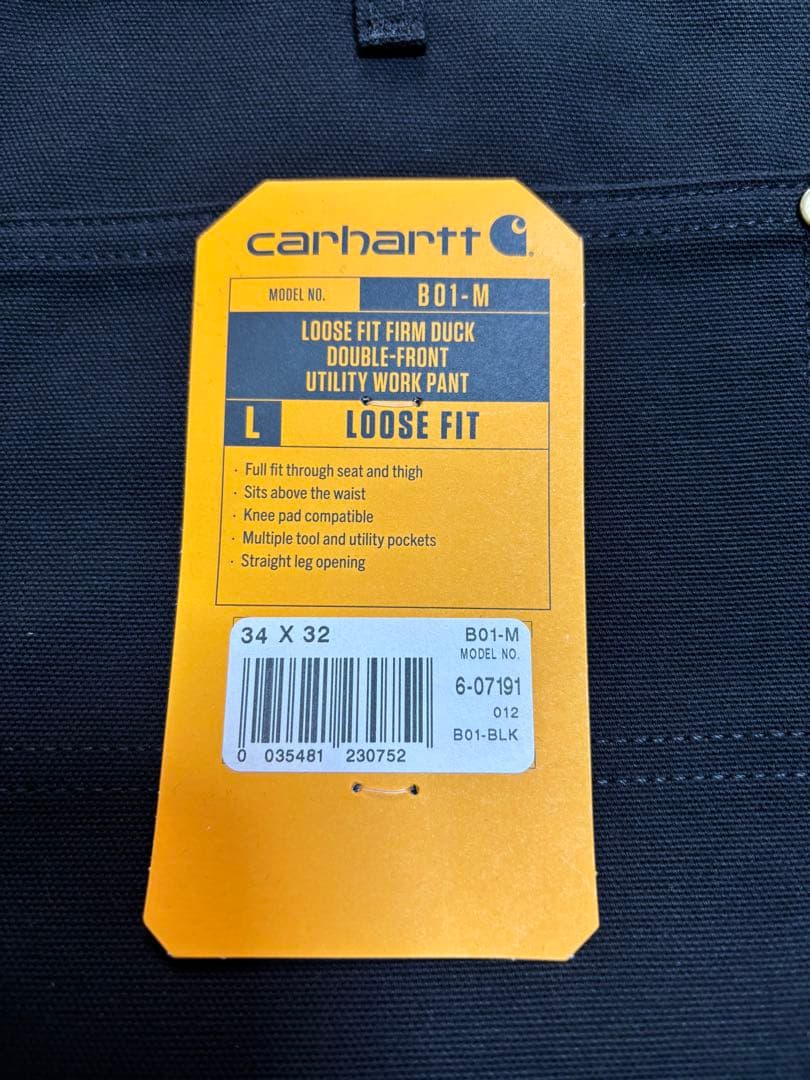 carhartt
MODEL NO. B01-M
LOOSE FIT FIRM DUCK
DOUBLE-FRONT
UTILITY WORK PANT
L LOOSE FIT
· Full fit through seat and thigh
· Sits above the waist
· Knee pad compatible
· Multiple tool and utility pockets
· Straight leg opening
34 X 32 B01-M
MODEL NO.
6-07191
012
B01-BLK
0 035481 230752